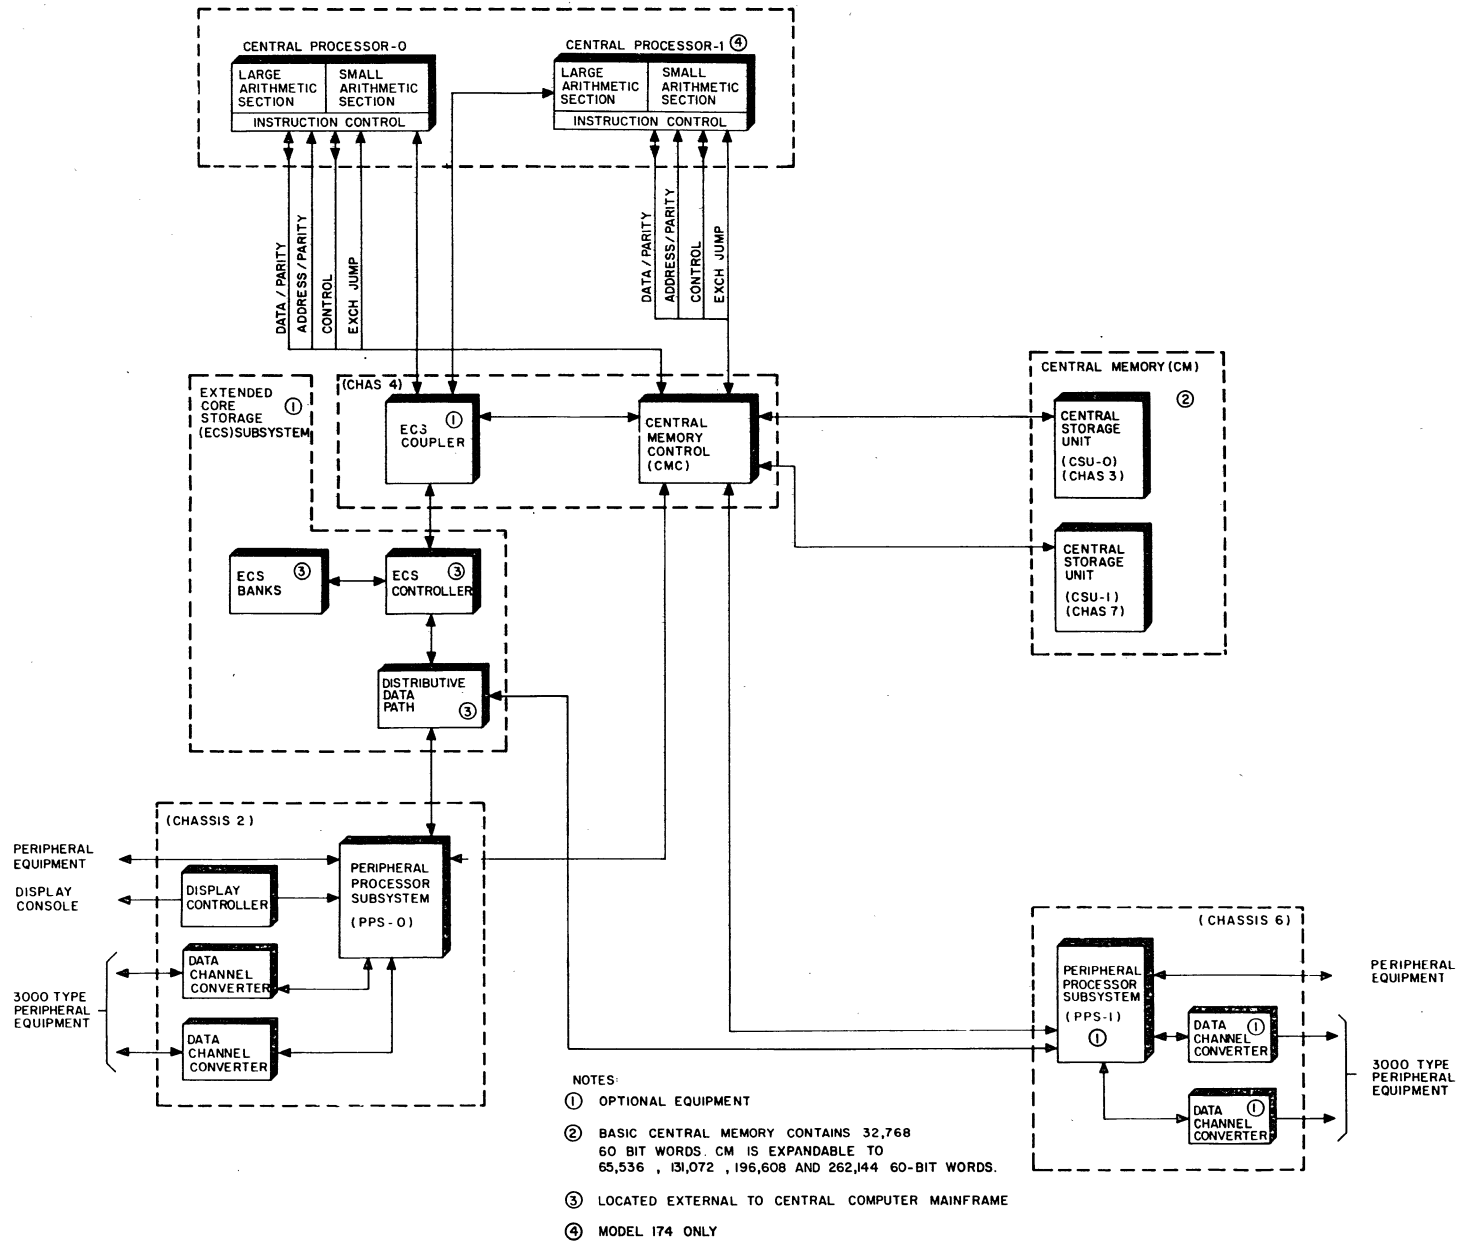 CENTRAL PROCESSOR-0
LARGE
ARITHMETIC
SECTION
SMALL
ARITHMETIC
SECTION
INSTRUCTION CONTROL
CENTRAL PROCESSOR-1 ④
LARGE
ARITHMETIC
SECTION
SMALL
ARITHMETIC
SECTION
INSTRUCTION CONTROL
DATA / PARITY
ADDRESS / PARITY
CONTROL
EXCH JUMP
DATA / PARITY
ADDRESS/PARITY
CONTROL
EXCH JUMP
EXTENDED
CORE
STORAGE
(ECS)SUBSYSTEM
①
(CHAS 4)
ECS
COUPLER
①
CENTRAL
MEMORY
CONTROL
(CMC)
CENTRAL MEMORY (CM)
②
CENTRAL
STORAGE
UNIT
(CSU-0)
(CHAS 3)
CENTRAL
STORAGE
UNIT
(CSU-1)
(CHAS 7)
ECS
BANKS
③
ECS
CONTROLLER
③
DISTRIBUTIVE
DATA
PATH
③
(CHASSIS 2)
PERIPHERAL
EQUIPMENT
DISPLAY
CONSOLE
DISPLAY
CONTROLLER
PERIPHERAL
PROCESSOR
SUBSYSTEM
(PPS-0)
DATA
CHANNEL
CONVERTER
3000 TYPE
PERIPHERAL
EQUIPMENT
DATA
CHANNEL
CONVERTER
(CHASSIS 6)
PERIPHERAL
PROCESSOR
SUBSYSTEM
(PPS-1)
①
PERIPHERAL
EQUIPMENT
DATA
CHANNEL
CONVERTER
①
3000 TYPE
PERIPHERAL
EQUIPMENT
DATA
CHANNEL
CONVERTER
①
NOTES:
① OPTIONAL EQUIPMENT
② BASIC CENTRAL MEMORY CONTAINS 32,768
60 BIT WORDS. CM IS EXPANDABLE TO
65,536 , 131,072 , 196,608 AND 262,144 60-BIT WORDS.
③ LOCATED EXTERNAL TO CENTRAL COMPUTER MAINFRAME
④ MODEL 174 ONLY